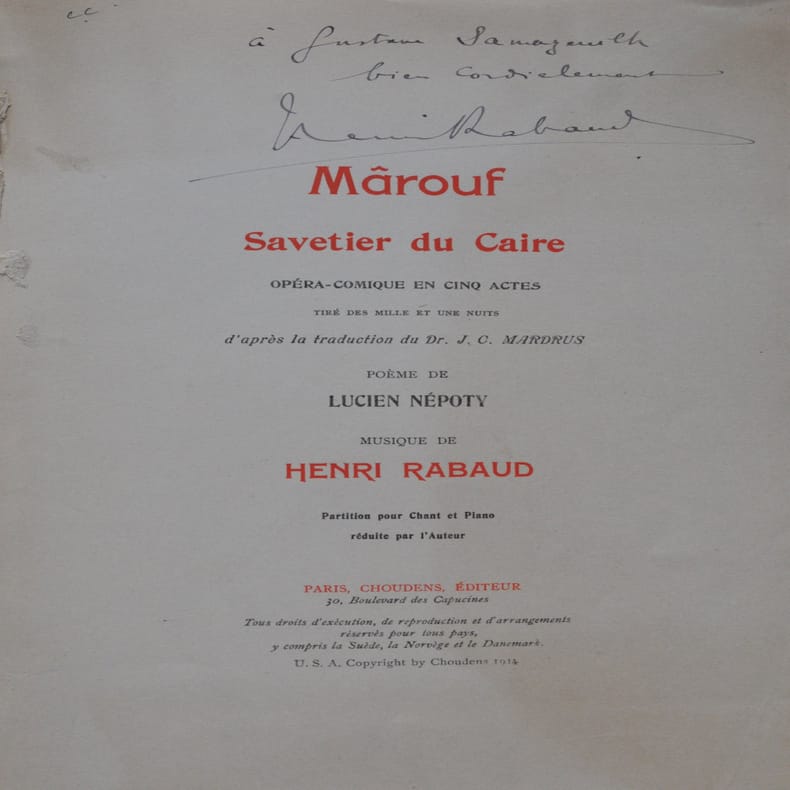 à Gustave Samazeuilh
bien cordialement
Henri Rabaud
Mârouf
Savetier du Caire
OPÉRA-COMIQUE EN CINQ ACTES
TIRÉ DES MILLE ET UNE NUITS
d'après la traduction du Dr. J. C. MARDRUS
POÈME DE
LUCIEN NÉPOTY
MUSIQUE DE
HENRI RABAUD
Partition pour Chant et Piano
réduite par l'Auteur
PARIS, CHOUDENS, ÉDITEUR
30, Boulevard des Capucines
Tous droits d'exécution, de reproduction et d'arrangements
réservés pour tous pays,
y compris la Suède, la Norvège et le Danemark.
U. S. A. Copyright by Choudens 1914